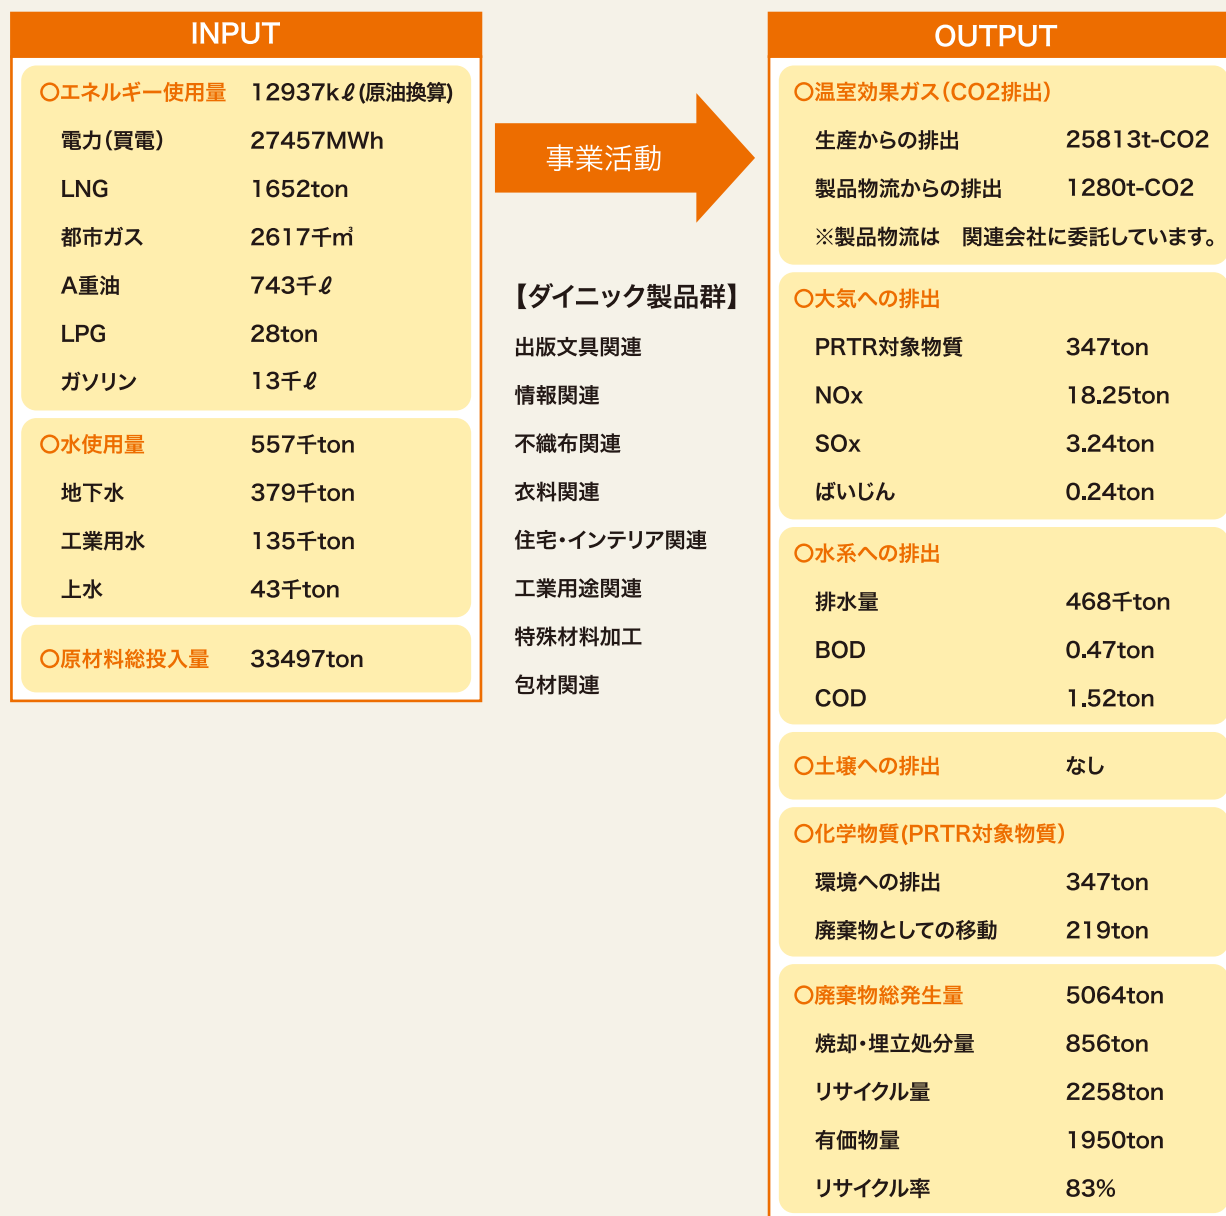 INPUT
〇エネルギー使用量 12937kℓ(原油換算)
電力(買電) 27457MWh
LNG 1652ton
都市ガス 2617千㎥
A重油 743千ℓ
LPG 28ton
ガソリン 13千ℓ
〇水使用量 557千ton
地下水 379千ton
工業用水 135千ton
上水 43千ton
〇原材料総投入量 33497ton
事業活動
【ダイニック製品群】
出版文具関連
情報関連
不織布関連
衣料関連
住宅・インテリア関連
工業用途関連
特殊材料加工
包材関連
OUTPUT
〇温室効果ガス(CO2排出)
生産からの排出 25813t-CO2
製品物流からの排出 1280t-CO2
※製品物流は 関連会社に委託しています。
〇大気への排出
PRTR対象物質 347ton
NOx 18.25ton
SOx 3.24ton
ばいじん 0.24ton
〇水系への排出
排水量 468千ton
BOD 0.47ton
COD 1.52ton
〇土壌への排出 なし
〇化学物質(PRTR対象物質)
環境への排出 347ton
廃棄物としての移動 219ton
〇廃棄物総発生量 5064ton
焼却・埋立処分量 856ton
リサイクル量 2258ton
有価物量 1950ton
リサイクル率 83%